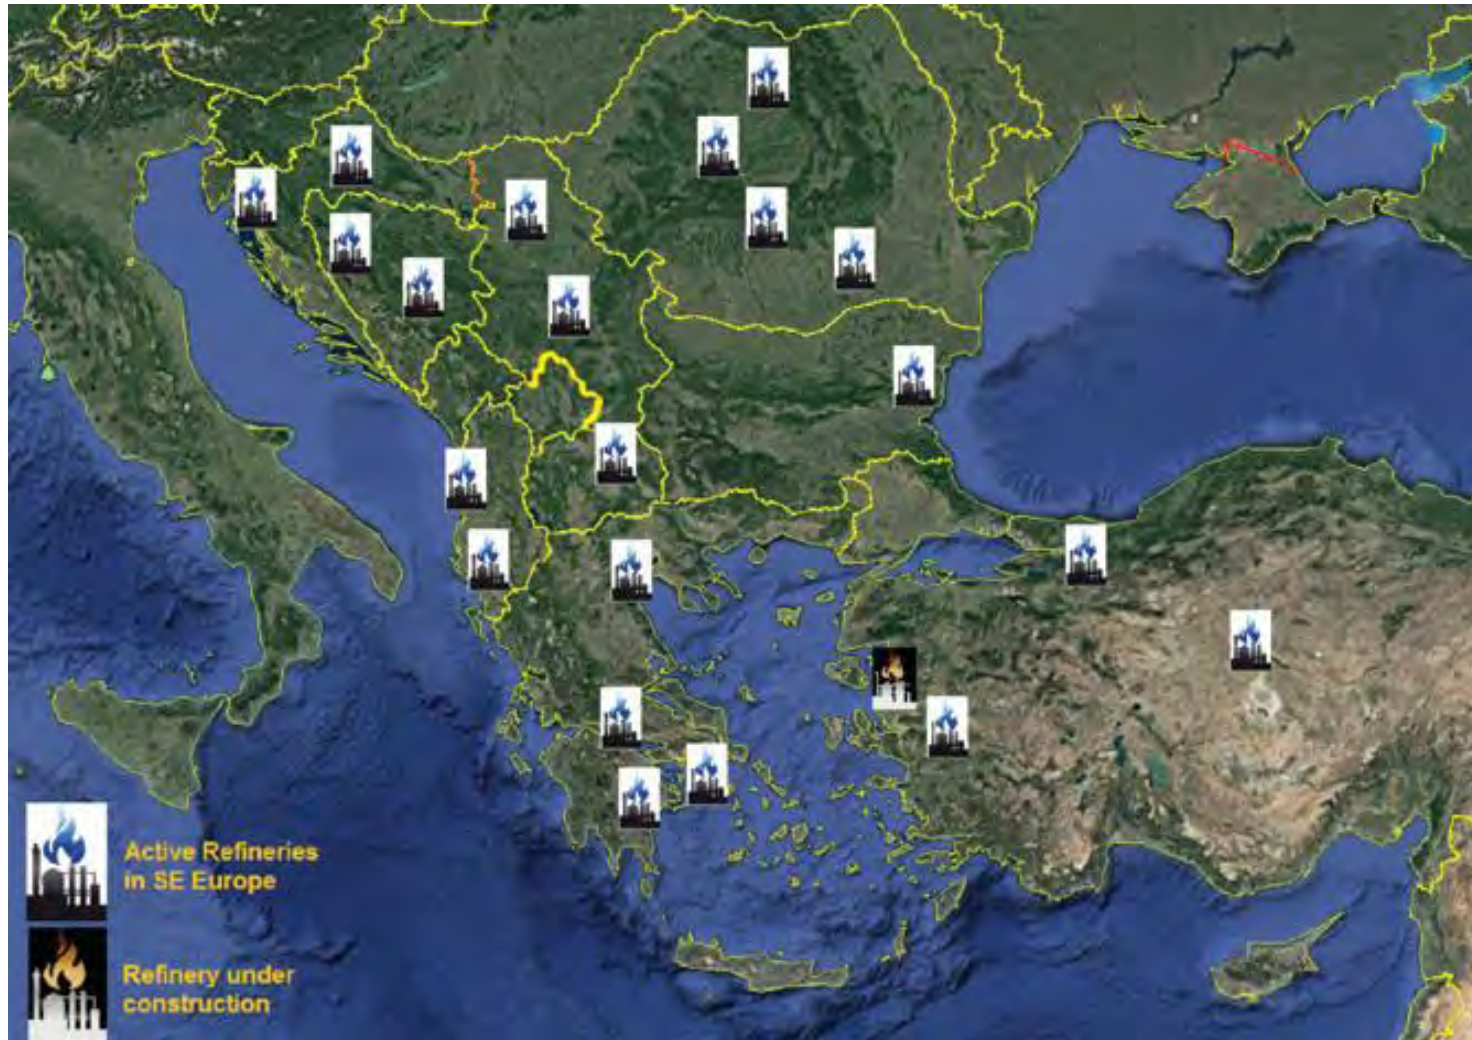 Active Refineries
in SE Europe
Refinery under
construction